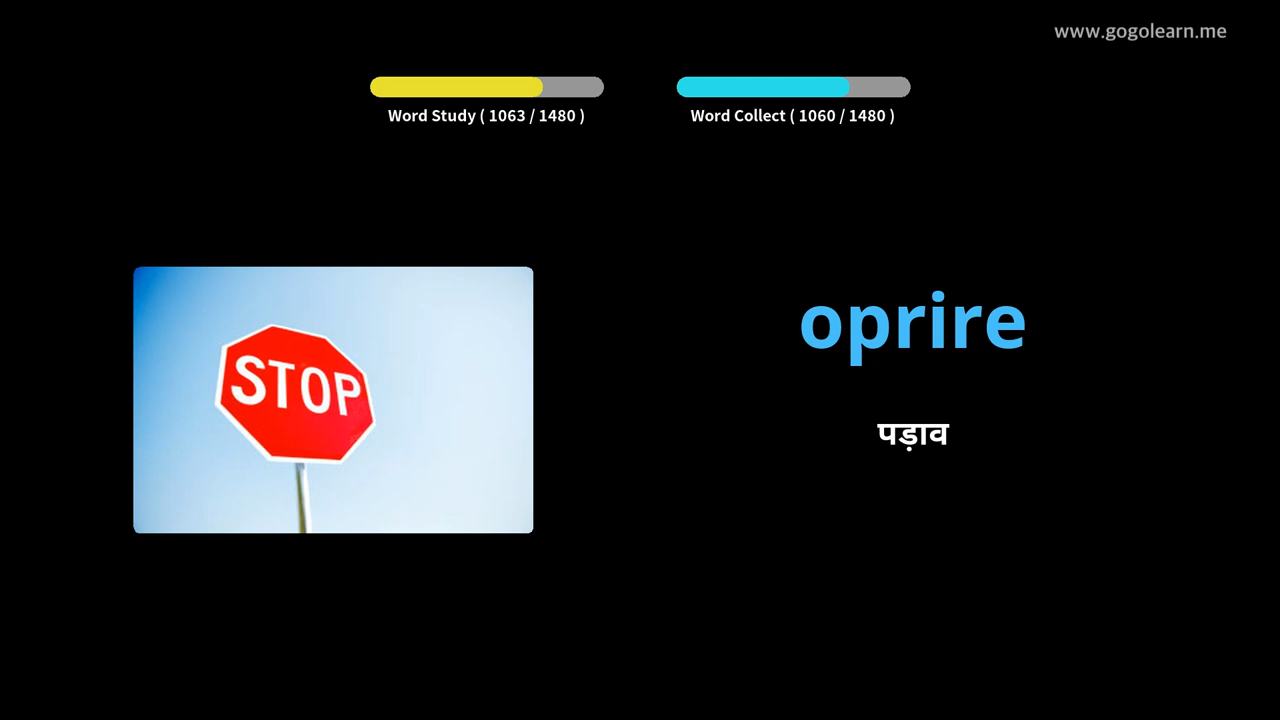 www.gogolearn.me
Word Study ( 1063 / 1480 )
Word Collect ( 1060 / 1480 )
STOP
oprire
पड़ाव